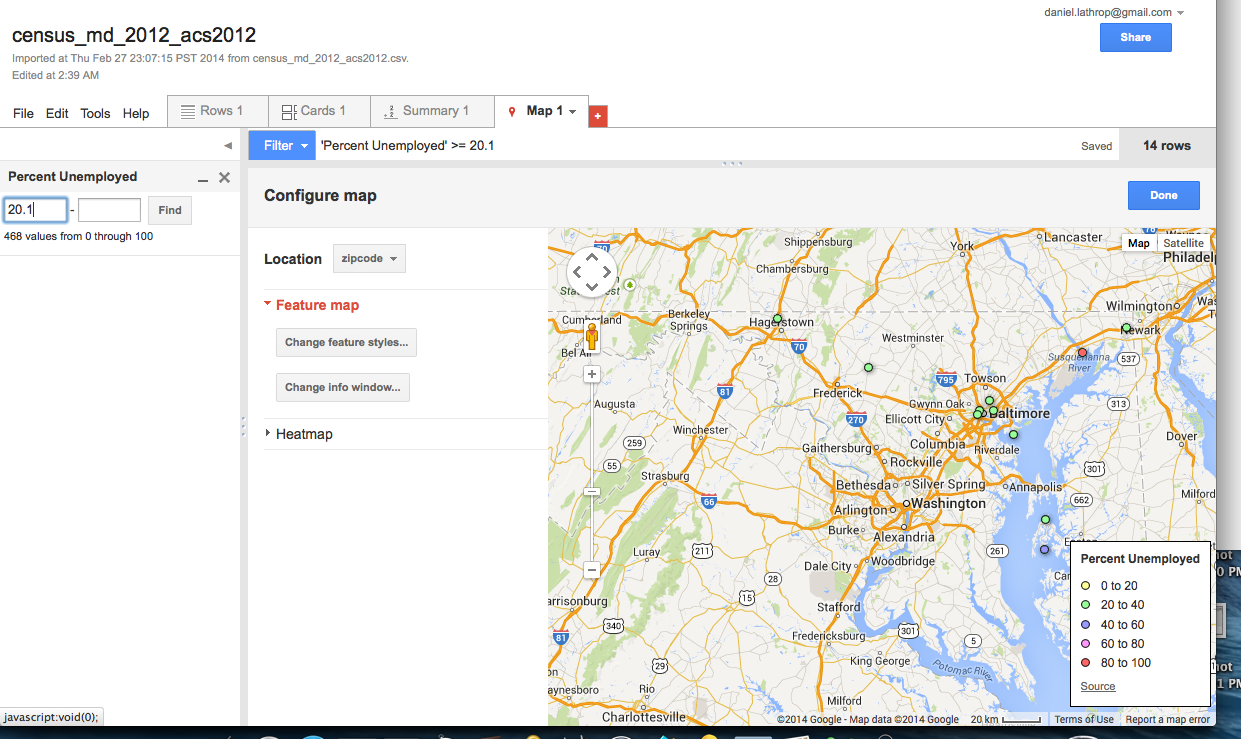 daniel.lathrop@gmail.com
census_md_2012_acs2012
Share
Imported at Thu Feb 27 23:07:15 PST 2014 from census_md_2012_acs2012.csv.
Edited at 2:39 AM
File Edit Tools Help
Rows 1
Cards 1
Summary 1
Map 1
+
Filter
'Percent Unemployed' >= 20.1
Saved
14 rows
Percent Unemployed
20.1
-
Find
468 values from 0 through 100
Configure map
Done
Location
zipcode
Feature map
Change feature styles...
Change info window...
Heatmap
Map
Satellite
Shippensburg
York
Lancaster
Chambersburg
Philadelp
Wilmington
Cumberland
Berkeley
Springs
Hagerstown
Newark
70
Westminster
Bel Air
Susquehanna
River
537
795
Towson
81
Frederick
Augusta
Gwynn Oak
313
270
Ellicott City
Baltimore
Winchester
259
Columbia
Riverdale
Dover
Gaithersburg
Rockville
55
301
Strasburg
Bethesda
Silver Spring
Annapolis
66
Washington
662
Milford
Arlington
Burke
Alexandria
Luray
211
261
Dale City
Woodbridge
28
15
arrisonburg
Stafford
340
301
81
Fredericksburg
5
29
King George
Potomac River
aynesboro
Rio
Milford
Charlottesville
Percent Unemployed
0 to 20
20 to 40
40 to 60
60 to 80
80 to 100
Source
©2014 Google - Map data ©2014 Google
20 km
Terms of Use
Report a map error
javascript:void(0);